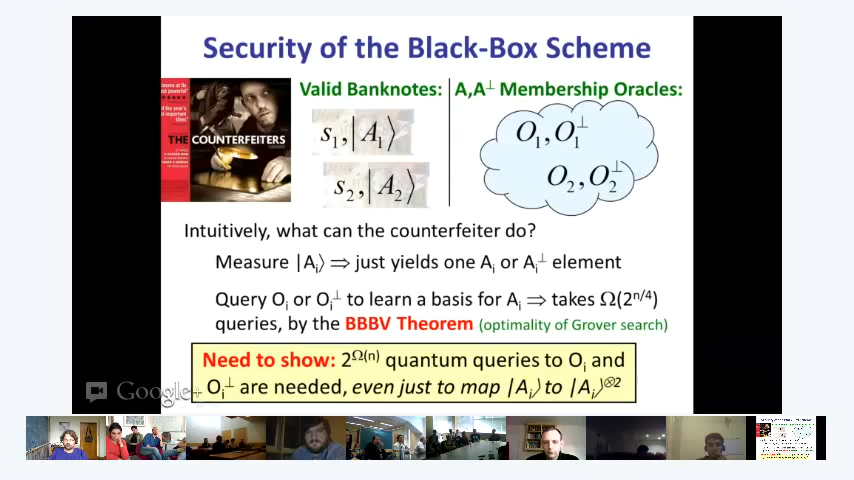 Security of the Black-Box Scheme
THE COUNTERFEITERS
Valid Banknotes:
A,A⊥ Membership Oracles:
s₁,|A₁⟩
s₂,|A₂⟩
O₁,O₁⊥
O₂,O₂⊥
Intuitively, what can the counterfeiter do?
Measure |Aᵢ⟩ ⇒ just yields one Aᵢ or Aᵢ⊥ element
Query Oᵢ or Oᵢ⊥ to learn a basis for Aᵢ ⇒ takes Ω(2^(n/4))
queries, by the BBBV Theorem (optimality of Grover search)
Need to show: 2^Ω(n) quantum queries to Oᵢ and
Oᵢ⊥ are needed, even just to map |Aᵢ⟩ to |Aᵢ⟩^⊗2
Google+